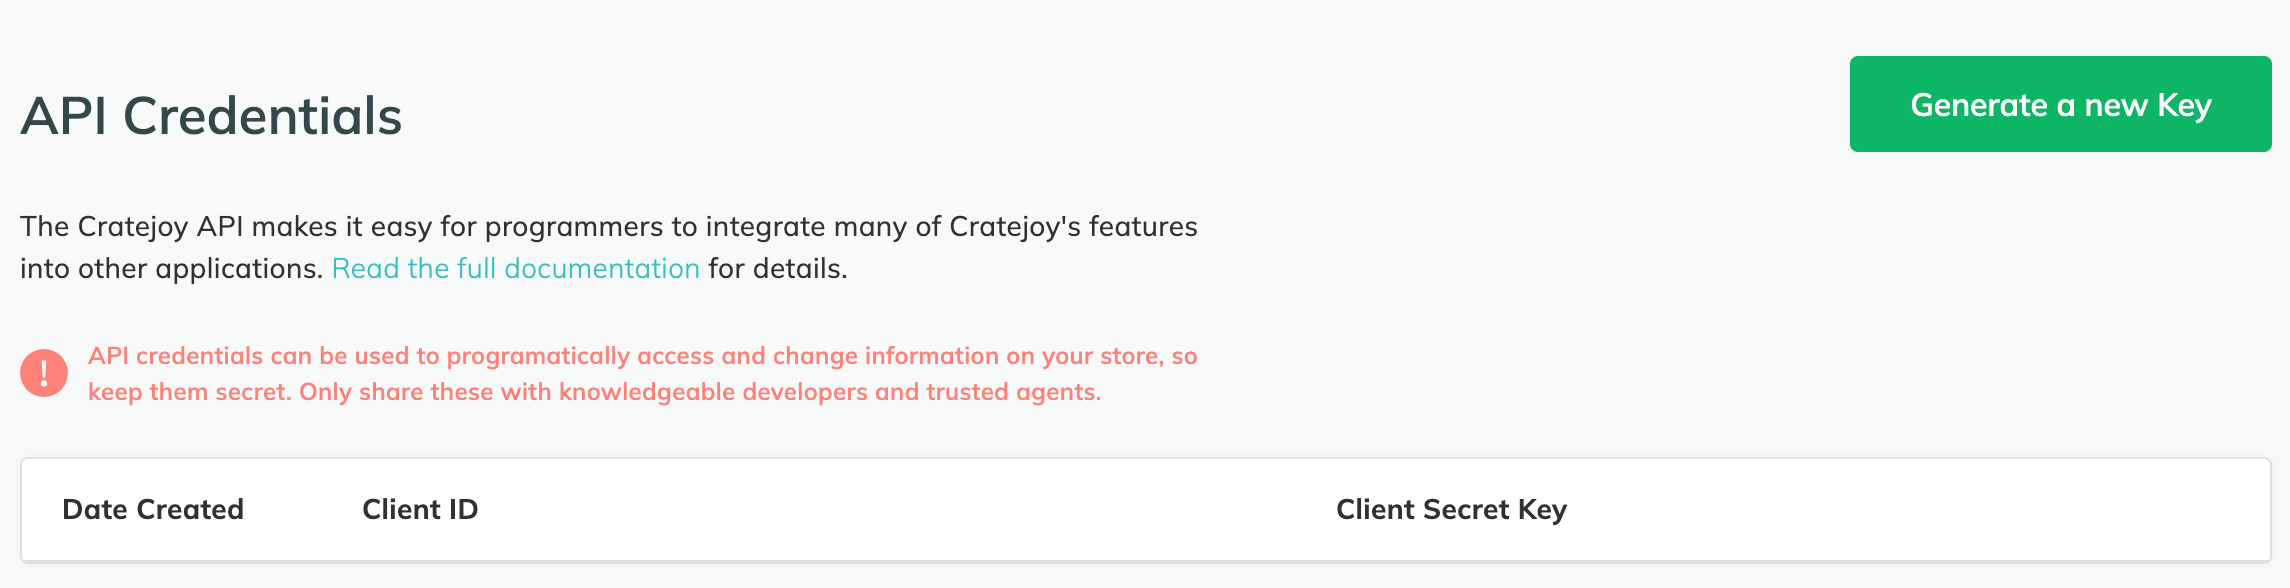 API Credentials
Generate a new Key
The Cratejoy API makes it easy for programmers to integrate many of Cratejoy's features
into other applications. Read the full documentation for details.
! API credentials can be used to programatically access and change information on your store, so
keep them secret. Only share these with knowledgeable developers and trusted agents.
Date Created Client ID Client Secret Key